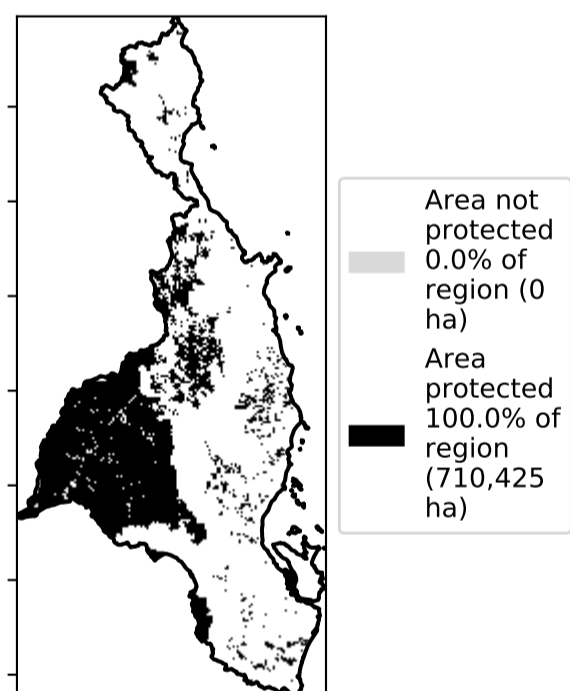 Area not
protected
0.0% of
region (0
ha)
Area
protected
100.0% of
region
(710,425
ha)